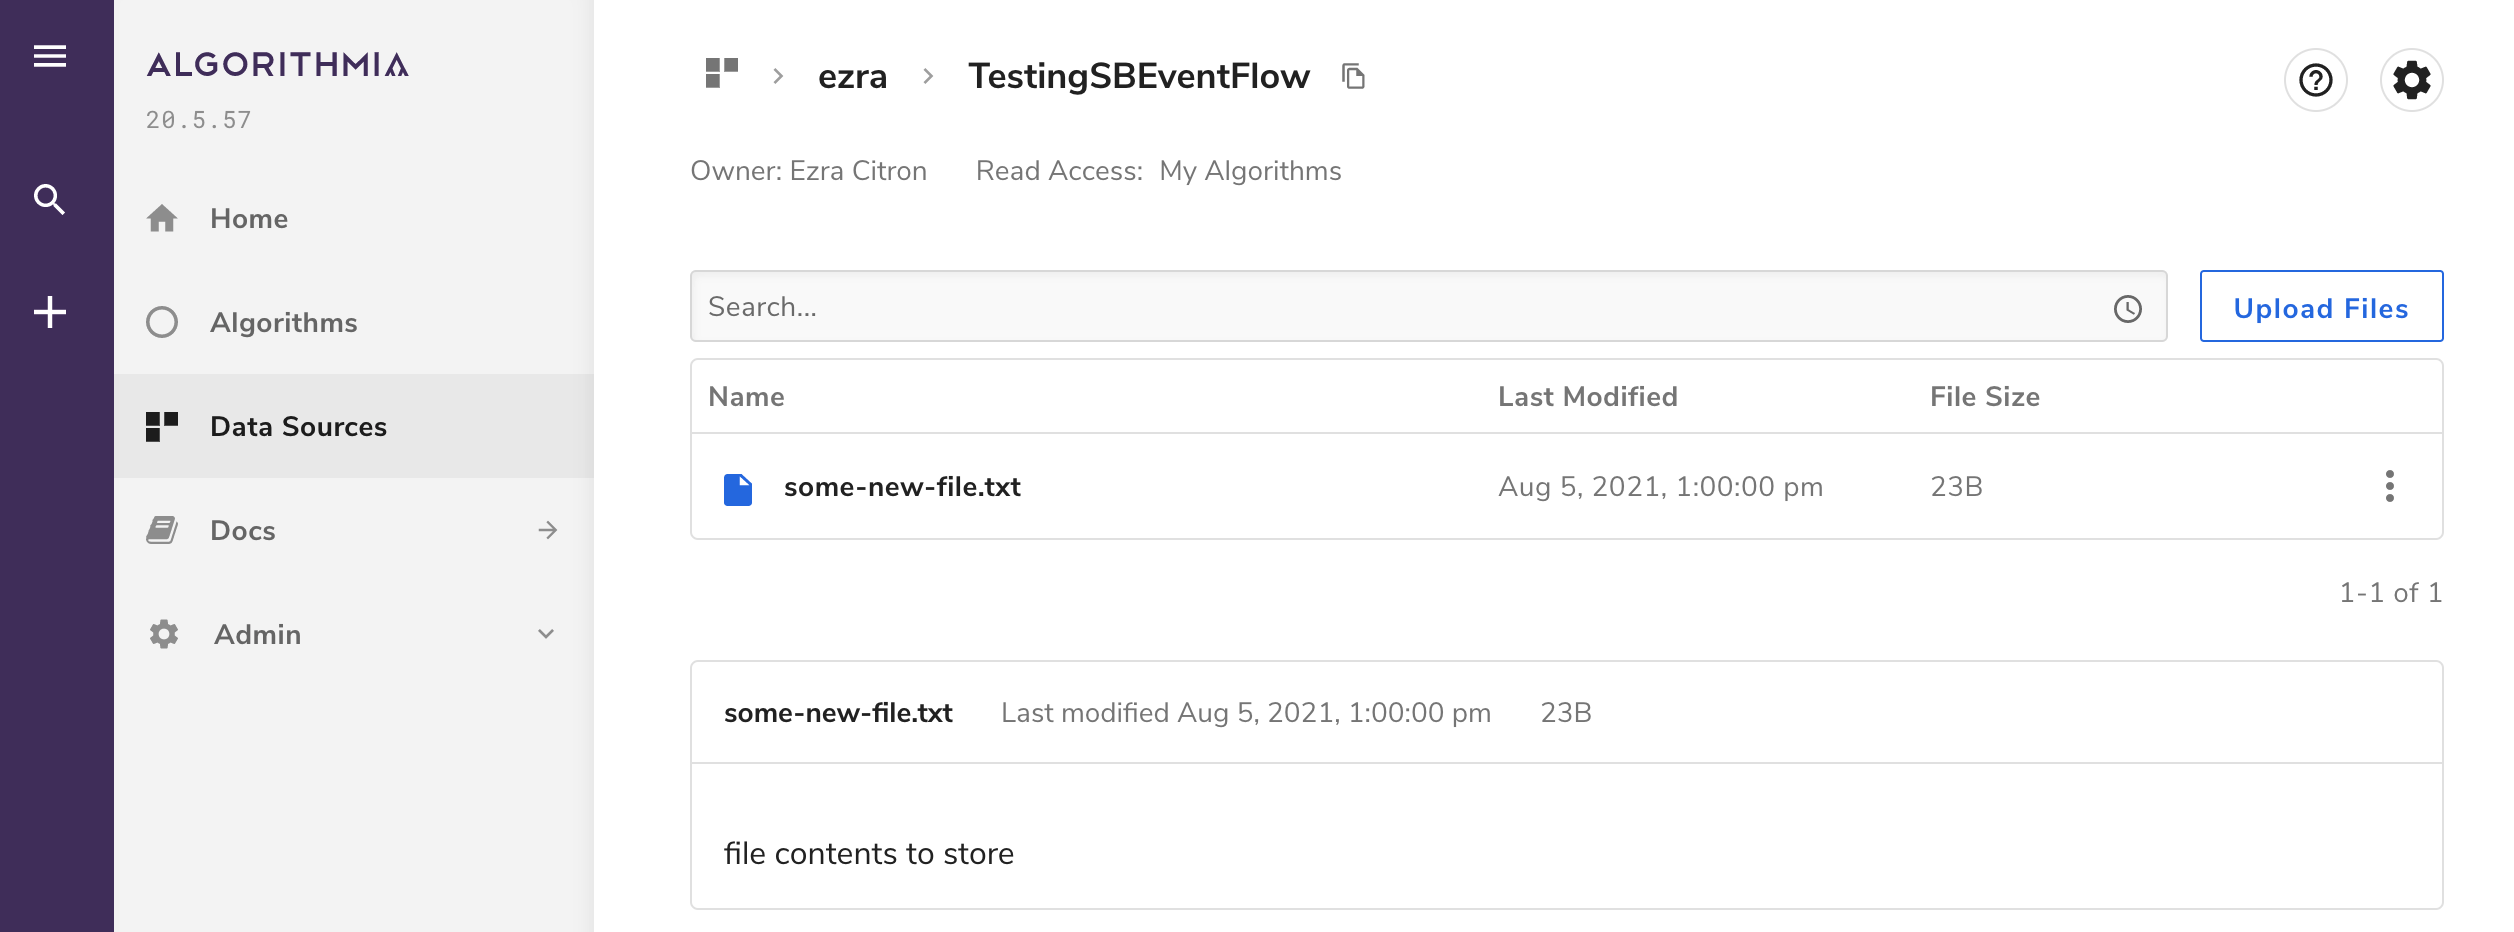 ALGORITHMIA
20.5.57
Home
Algorithms
Data Sources
Docs
Admin
ezra > TestingSBEventFlow
Owner: Ezra Citron Read Access: My Algorithms
Search...
Upload Files
Name Last Modified File Size
some-new-file.txt Aug 5, 2021, 1:00:00 pm 23B
1-1 of 1
some-new-file.txt Last modified Aug 5, 2021, 1:00:00 pm 23B
file contents to store